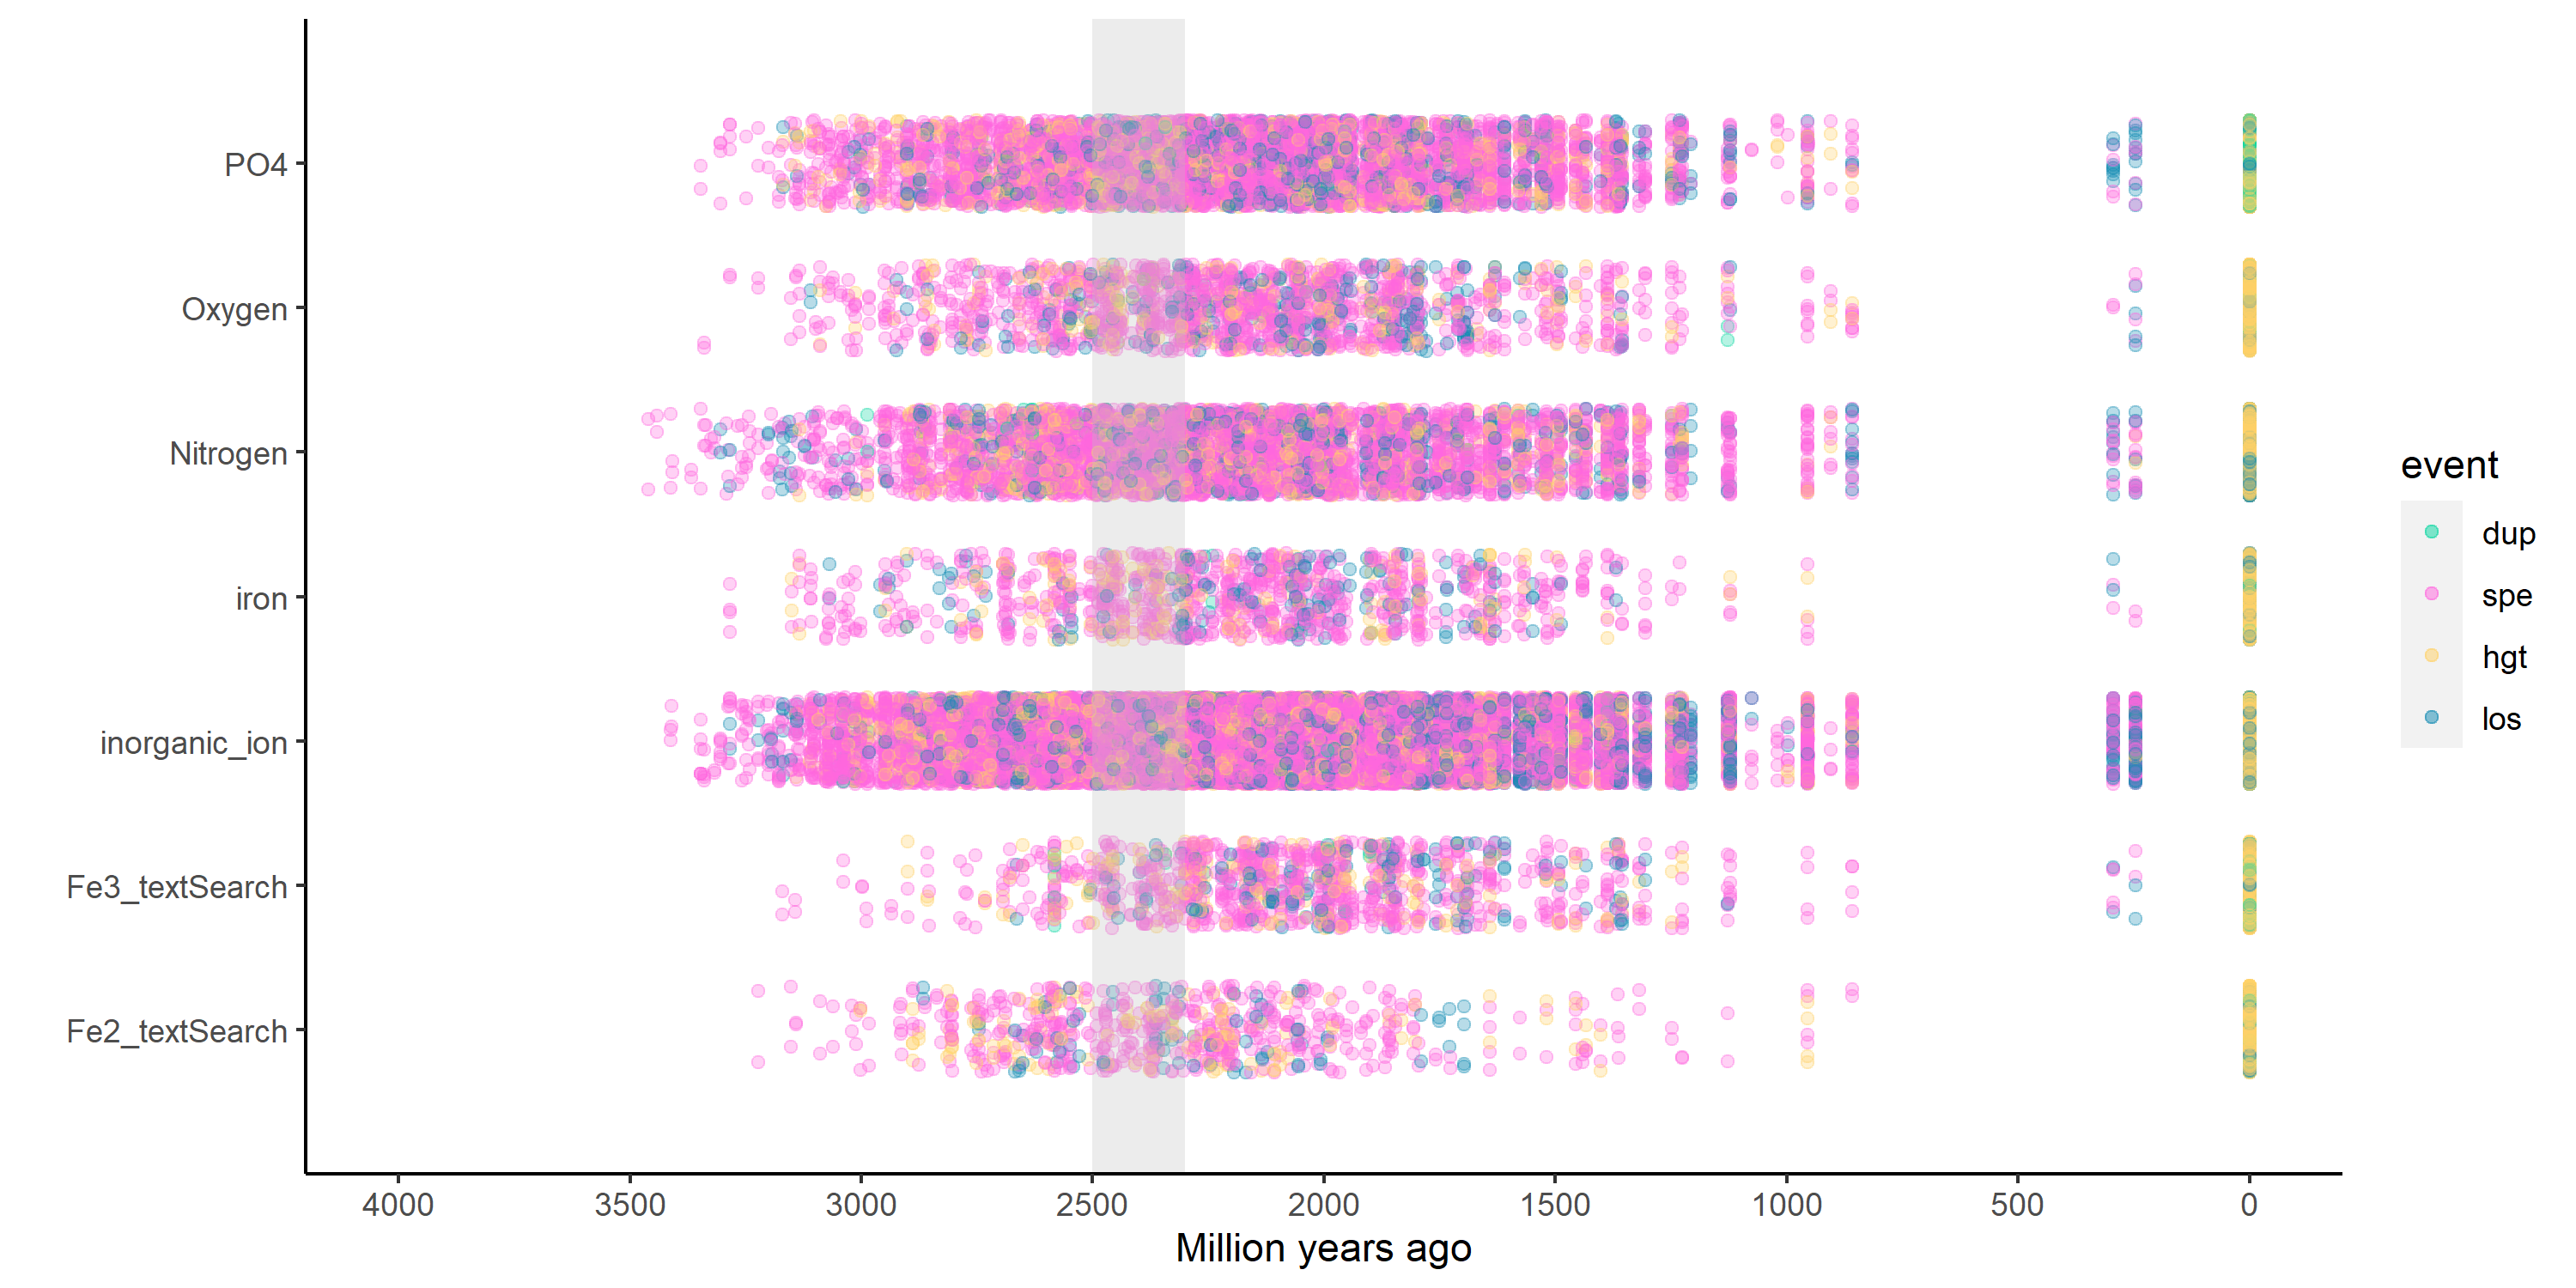 PO4
Oxygen
Nitrogen
iron
inorganic_ion
Fe3_textSearch
Fe2_textSearch
4000 3500 3000 2500 2000 1500 1000 500 0
Million years ago
event
dup
spe
hgt
los